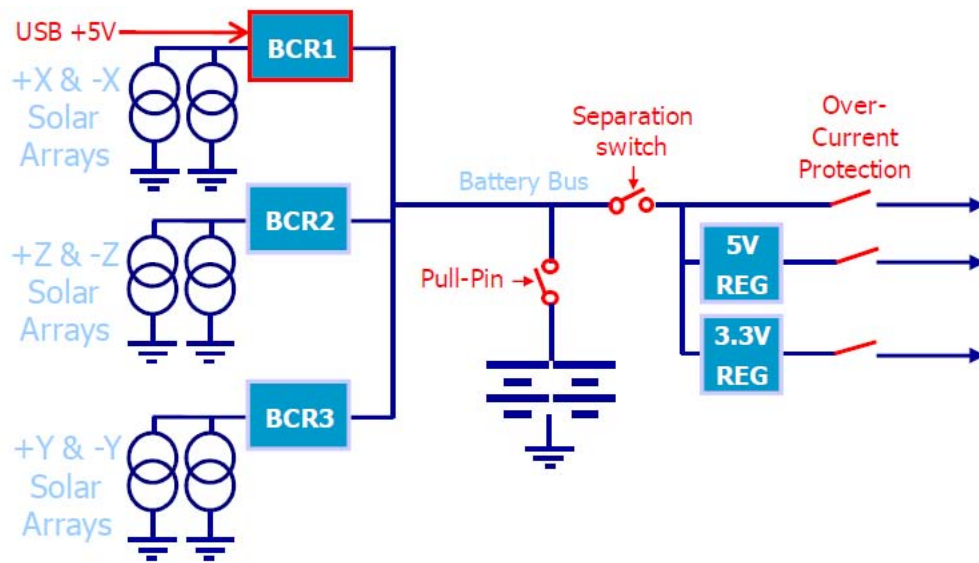 USB +5V
BCR1
+X & -X
Solar
Arrays
Separation
switch
Over-
Current
Protection
Battery Bus
BCR2
+Z & -Z
Solar
Arrays
5V
REG
Pull-Pin
3.3V
REG
BCR3
+Y & -Y
Solar
Arrays